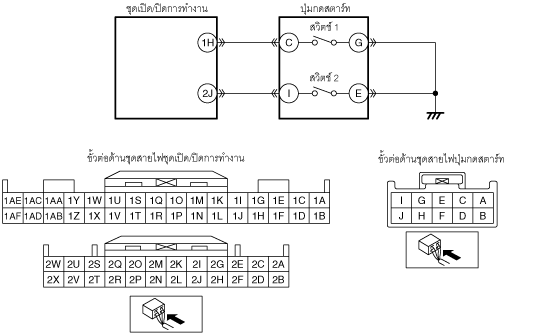 ชุดเปิด/ปิดการทำงาน ปุ่มกดสตาร์ท
สวิตช์ 1
1H C G
สวิตช์ 2
2J I E
ขั้วต่อด้านชุดสายไฟชุดเปิด/ปิดการทำงาน
1AE 1AC 1AA 1Y 1W 1U 1S 1Q 1O 1M 1K 1I 1G 1E 1C 1A
1AF 1AD 1AB 1Z 1X 1V 1T 1R 1P 1N 1L 1J 1H 1F 1D 1B
2W 2U 2S 2Q 2O 2M 2K 2I 2G 2E 2C 2A
2X 2V 2T 2R 2P 2N 2L 2J 2H 2F 2D 2B
ขั้วต่อด้านชุดสายไฟปุ่มกดสตาร์ท
I G E C A
J H F D B